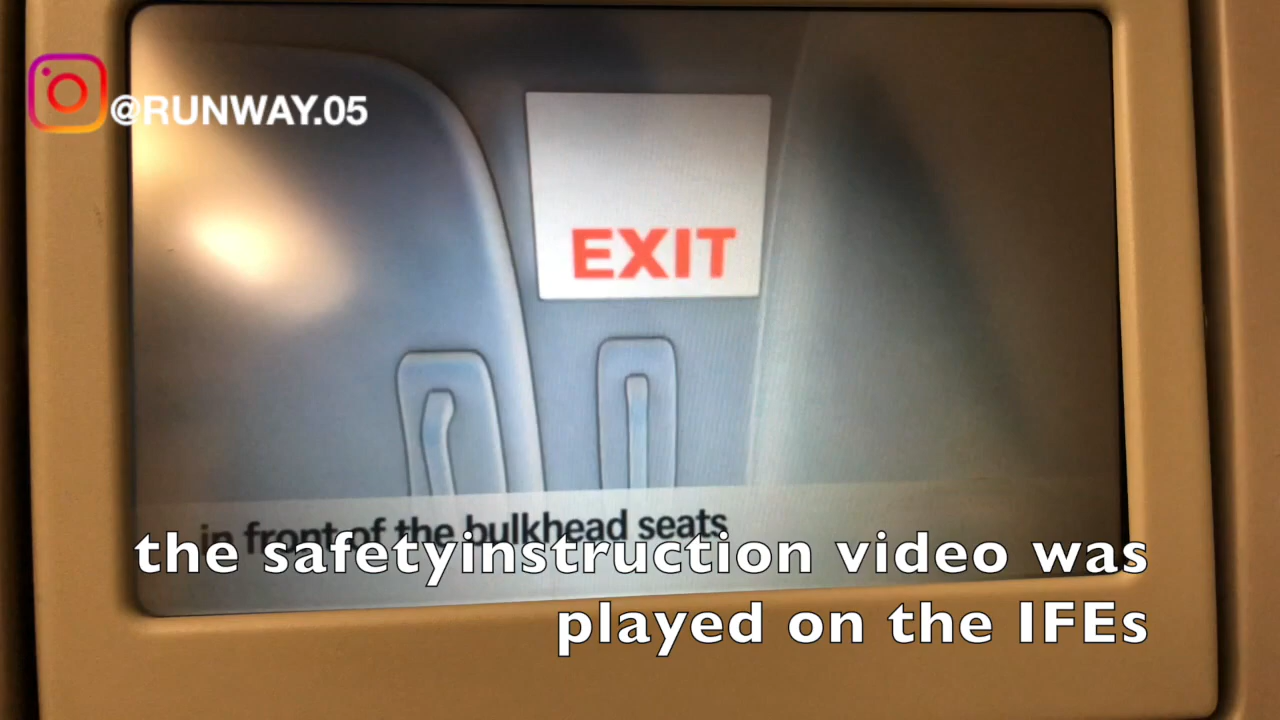 @RUNWAY.05
EXIT
in front of the bulkhead seats
the safetyinstruction video was
played on the IFEs